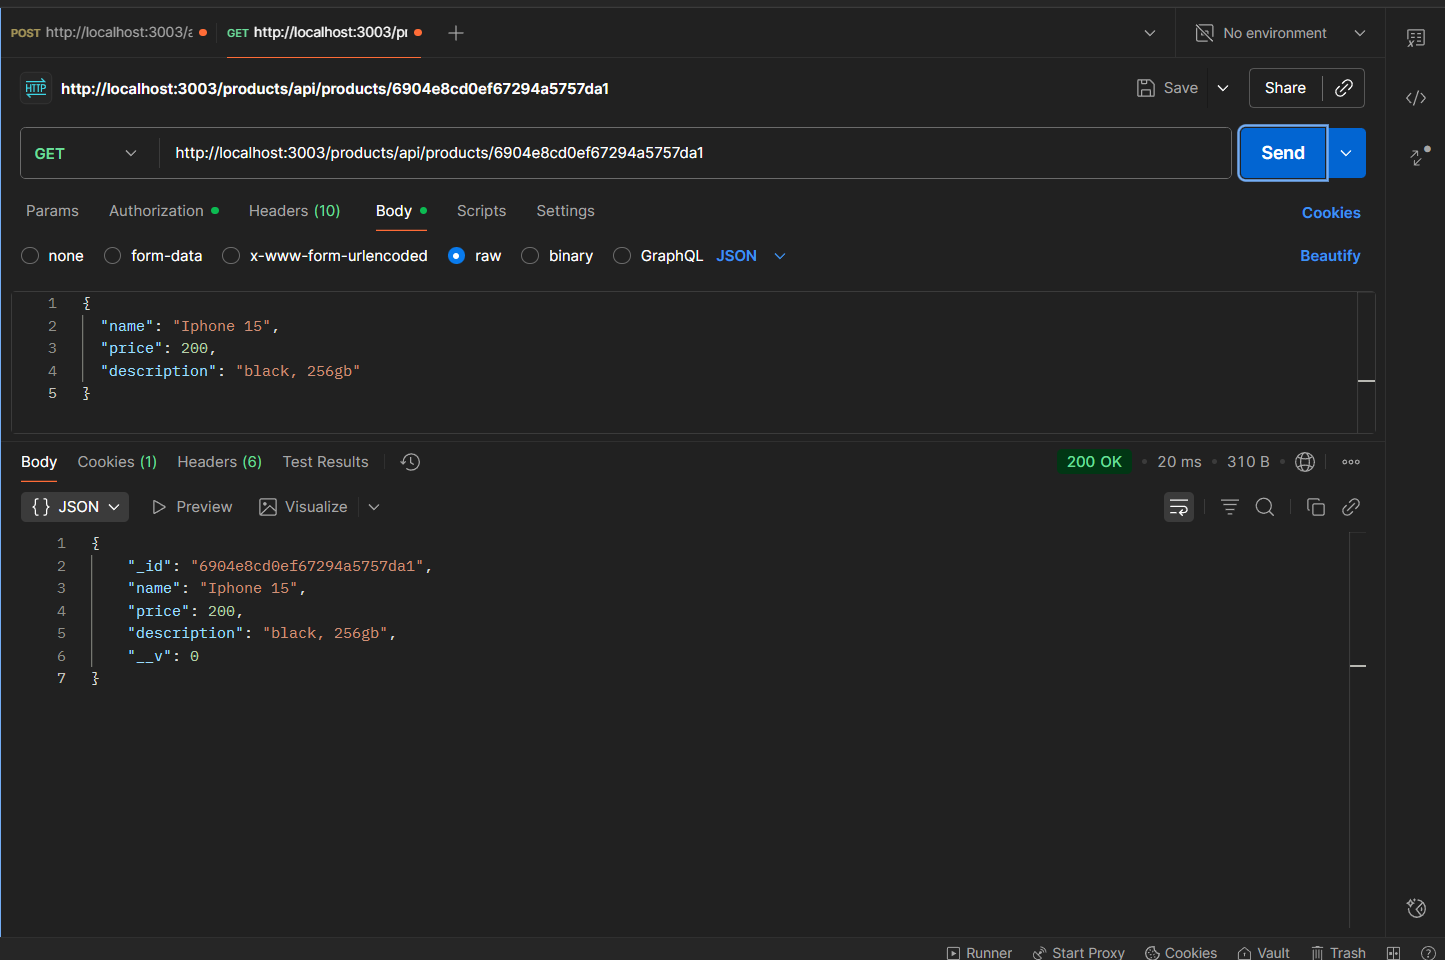 POST http://localhost:3003/a
GET http://localhost:3003/pr
No environment
HTTP http://localhost:3003/products/api/products/6904e8cd0ef67294a5757da1
Save
Share
GET
http://localhost:3003/products/api/products/6904e8cd0ef67294a5757da1
Send
Params Authorization Headers (10) Body Scripts Settings
Cookies
none form-data x-www-form-urlencoded raw binary GraphQL JSON
Beautify
1 {
2 "name": "Iphone 15",
3 "price": 200,
4 "description": "black, 256gb"
5 }
Body Cookies (1) Headers (6) Test Results
200 OK • 20 ms • 310 B
{} JSON Preview Visualize
1 {
2 "_id": "6904e8cd0ef67294a5757da1",
3 "name": "Iphone 15",
4 "price": 200,
5 "description": "black, 256gb",
6 "__v": 0
7 }
Runner Start Proxy Cookies Vault Trash